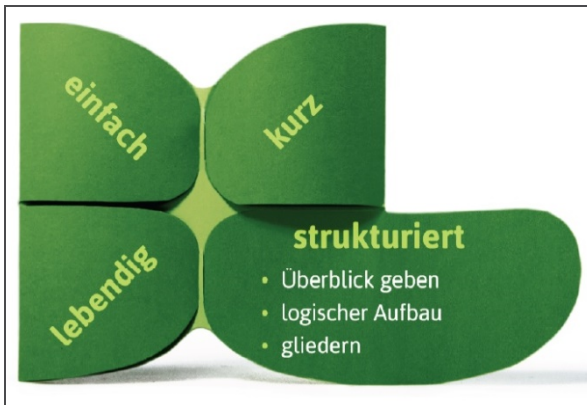 einfach
kurz
lebendig
strukturiert
• Überblick geben
• logischer Aufbau
• gliedern